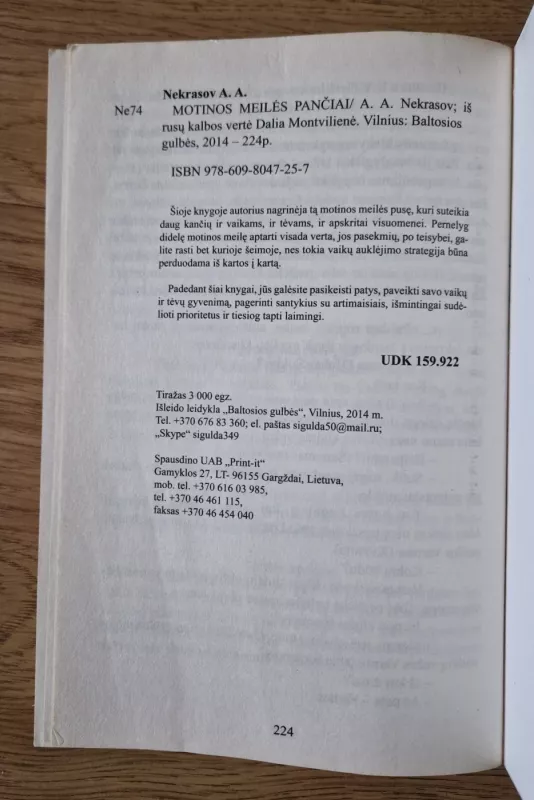 Nekrasov A. A.
Ne74 MOTINOS MEILĖS PANČIAI/ A. A. Nekrasov; iš
rusų kalbos vertė Dalia Montvilienė. Vilnius: Baltosios
gulbės, 2014 – 224p.
ISBN 978-609-8047-25-7
Šioje knygoje autorius nagrinėja tą motinos meilės pusę, kuri suteikia
daug kančių ir vaikams, ir tėvams, ir apskritai visuomenei. Pernelyg
didelę motinos meilę aptarti visada verta, jos pasekmių, po teisybei, ga-
lite rasti bet kurioje šeimoje, nes tokia vaikų auklėjimo strategija būna
perduodama iš kartos į kartą.
Padedant šiai knygai, jūs galėsite pasikeisti patys, paveikti savo vaikų
ir tėvų gyvenimą, pagerinti santykius su artimaisiais, išmintingai sudė-
lioti prioritetus ir tiesiog tapti laimingi.
UDK 159.922
Tiražas 3 000 egz.
Išleido leidykla „Baltosios gulbės“, Vilnius, 2014 m.
Tel. +370 676 83 360; el. paštas sigulda50@mail.ru;
„Skype“ sigulda349
Spausdino UAB „Print-it“
Gamyklos 27, LT- 96155 Gargždai, Lietuva,
mob. tel. +370 616 03 985,
tel. +370 46 461 115,
faksas +370 46 454 040
224